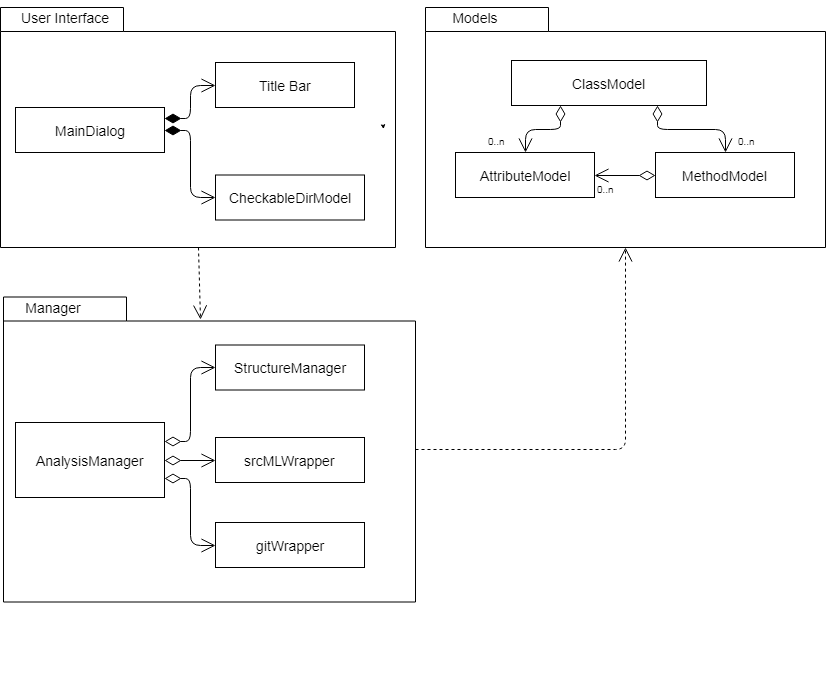 User Interface
Title Bar
MainDialog
CheckableDirModel
Models
ClassModel
0..n
0..n
AttributeModel
MethodModel
0..n
Manager
StructureManager
AnalysisManager
srcMLWrapper
gitWrapper